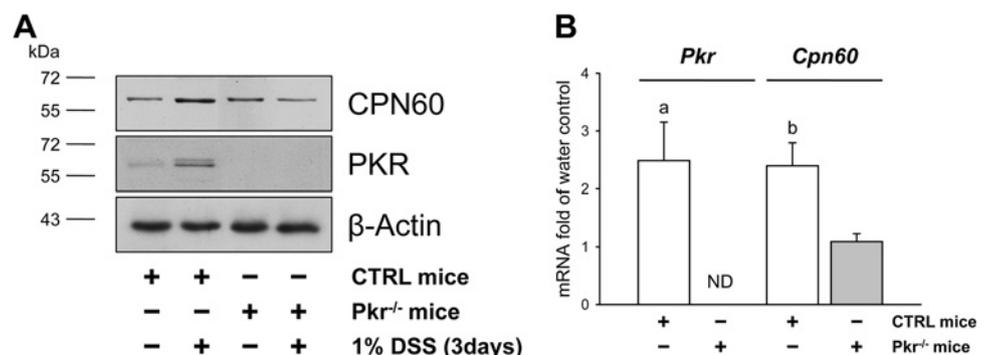 A
kDa
72
55
72
55
43
CPN60
PKR
β-Actin
+ + − − CTRL mice
− − + + Pkr-/- mice
− + − + 1% DSS (3days)
B
Pkr Cpn60
mRNA fold of water control
4
3
2
1
0
a
b
ND
+ − + − CTRL mice
− + − + Pkr-/- mice